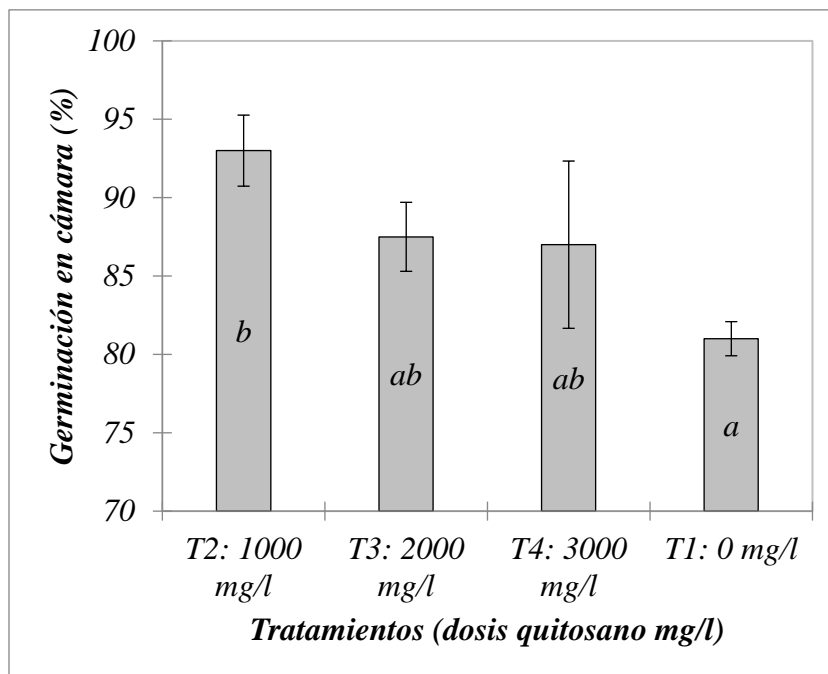 Germinación en cámara (%)
100
95
90
85
80
75
70
b
ab
ab
a
T2: 1000
mg/l
T3: 2000
mg/l
T4: 3000
mg/l
T1: 0 mg/l
Tratamientos (dosis quitosano mg/l)